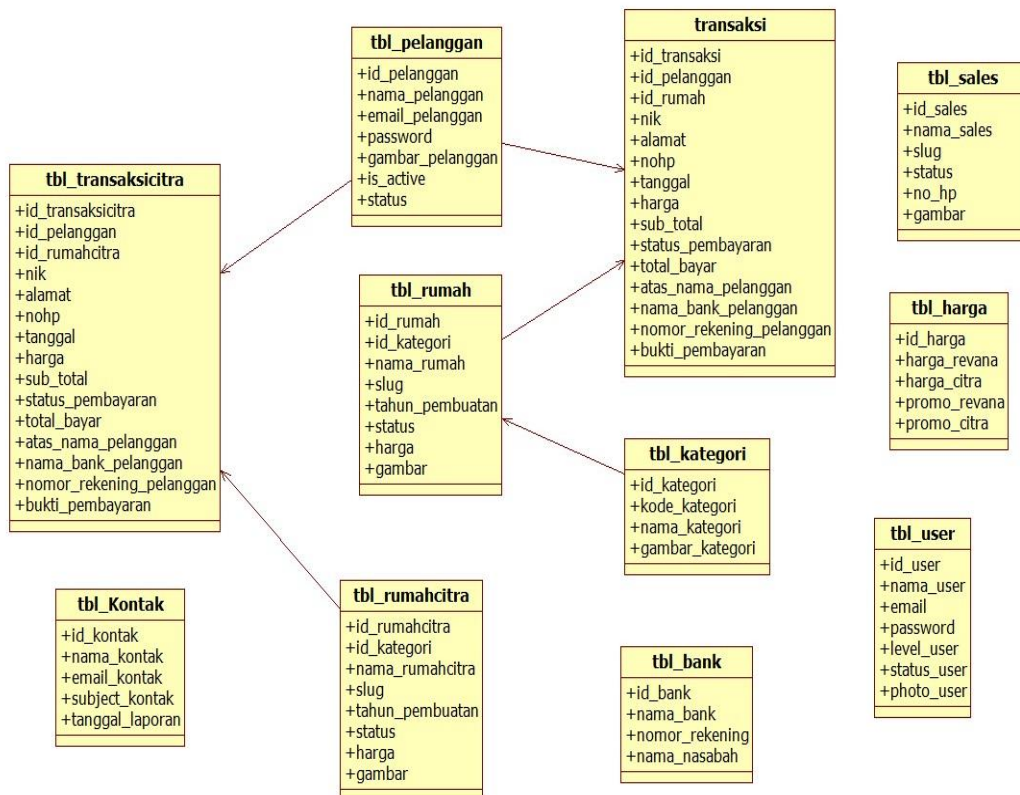 tbl_pelanggan
+id_pelanggan
+nama_pelanggan
+email_pelanggan
+password
+gambar_pelanggan
+is_active
+status
transaksi
+id_transaksi
+id_pelanggan
+id_rumah
+nik
+alamat
+nohp
+tanggal
+harga
+sub_total
+status_pembayaran
+total_bayar
+atas_nama_pelanggan
+nama_bank_pelanggan
+nomor_rekening_pelanggan
+bukti_pembayaran
tbl_sales
+id_sales
+nama_sales
+slug
+status
+no_hp
+gambar
tbl_transaksicitra
+id_transaksicitra
+id_pelanggan
+id_rumahcitra
+nik
+alamat
+nohp
+tanggal
+harga
+sub_total
+status_pembayaran
+total_bayar
+atas_nama_pelanggan
+nama_bank_pelanggan
+nomor_rekening_pelanggan
+bukti_pembayaran
tbl_rumah
+id_rumah
+id_kategori
+nama_rumah
+slug
+tahun_pembuatan
+status
+harga
+gambar
tbl_harga
+id_harga
+harga_revana
+harga_citra
+promo_revana
+promo_citra
tbl_kategori
+id_kategori
+kode_kategori
+nama_kategori
+gambar_kategori
tbl_user
+id_user
+nama_user
+email
+password
+level_user
+status_user
+photo_user
tbl_Kontak
+id_kontak
+nama_kontak
+email_kontak
+subject_kontak
+tanggal_laporan
tbl_rumahcitra
+id_rumahcitra
+id_kategori
+nama_rumahcitra
+slug
+tahun_pembuatan
+status
+harga
+gambar
tbl_bank
+id_bank
+nama_bank
+nomor_rekening
+nama_nasabah